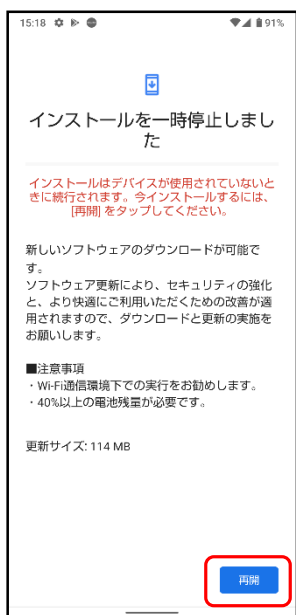 15:18 91%
インストールを一時停止しまし
た
インストールはデバイスが使用されていないと
きに続行されます。今インストールするには、
[再開] をタップしてください。
新しいソフトウェアのダウンロードが可能で
す。
ソフトウェア更新により、セキュリティの強化
と、より快適にご利用いただくための改善が適
用されますので、ダウンロードと更新の実施を
お願いします。
■注意事項
・Wi-Fi通信環境下での実行をお勧めします。
・40%以上の電池残量が必要です。
更新サイズ: 114 MB
再開